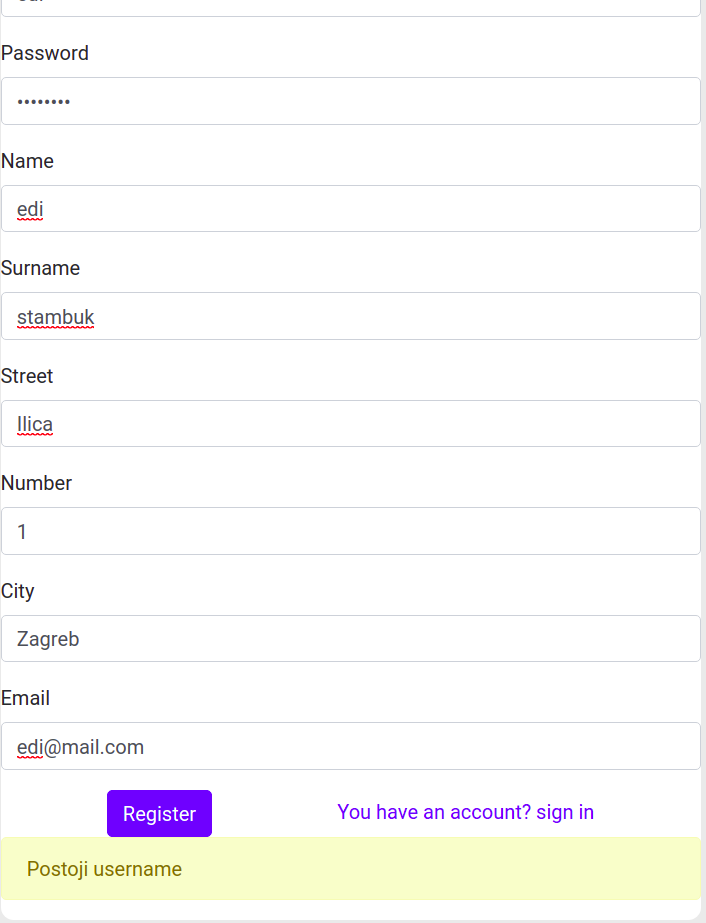 Password
••••••••
Name
edi
Surname
stambuk
Street
Ilica
Number
1
City
Zagreb
Email
edi@mail.com
Register
You have an account? sign in
Postoji username